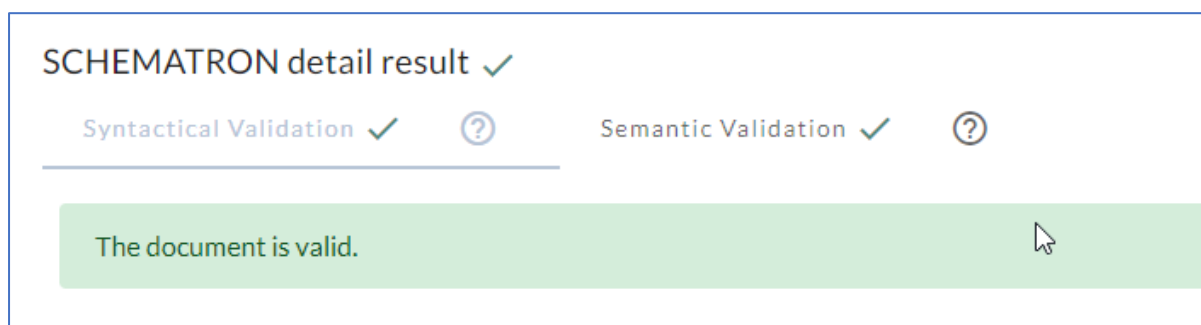 SCHEMATRON detail result
Syntactical Validation
Semantic Validation
The document is valid.